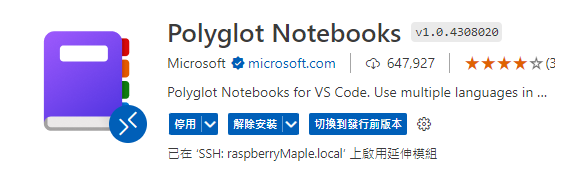 Polyglot Notebooks v1.0.4308020
Microsoft microsoft.com 647,927 (3
Polyglot Notebooks for VS Code. Use multiple languages in ...
停用 解除安裝 切換到發行前版本
已在 'SSH: raspberryMaple.local' 上啟用延伸模組